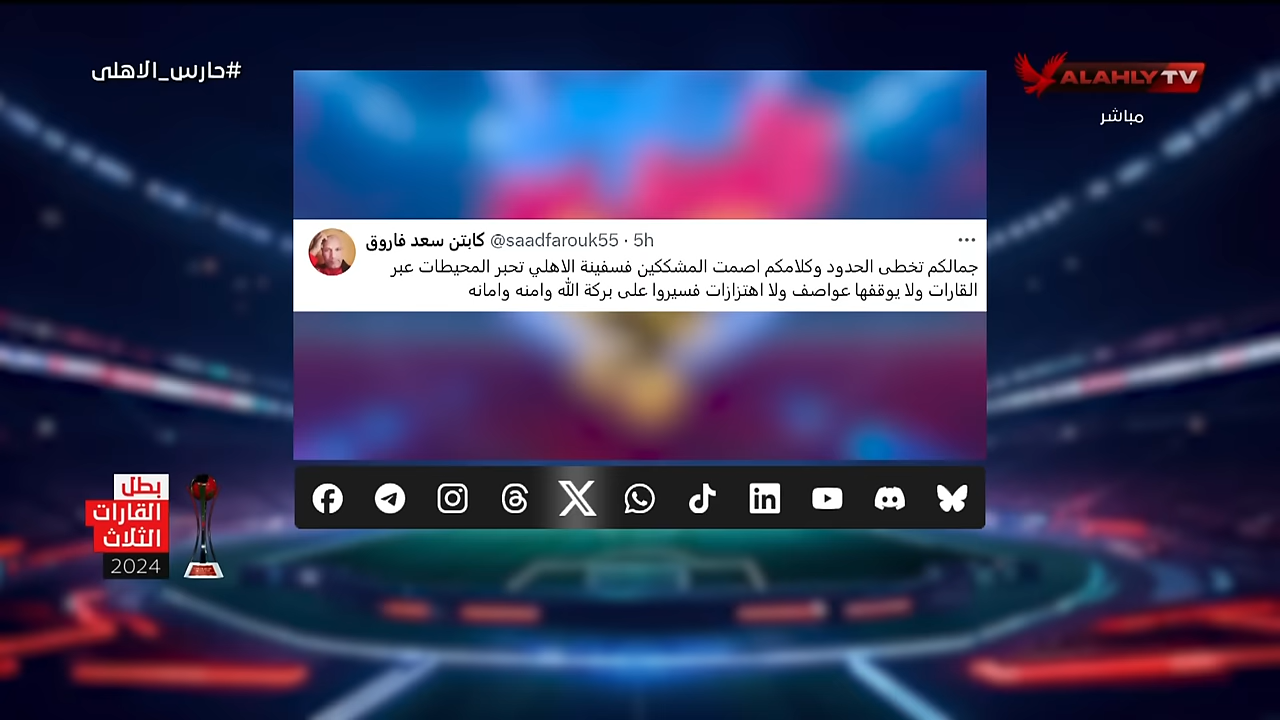 #حارس_الاهلى
ALAHLY TV
مباشر
كابتن سعد فاروق @saadfarouk55 · 5h
جمالكم تخطى الحدود وكلامكم اصمت المشككين فسفينة الاهلي تحبر المحيطات عبر
القارات ولا يوقفها عواصف ولا اهتزازات فسيروا على بركة الله وامنه وامانه
بطل
القارات
الثلاث
2024